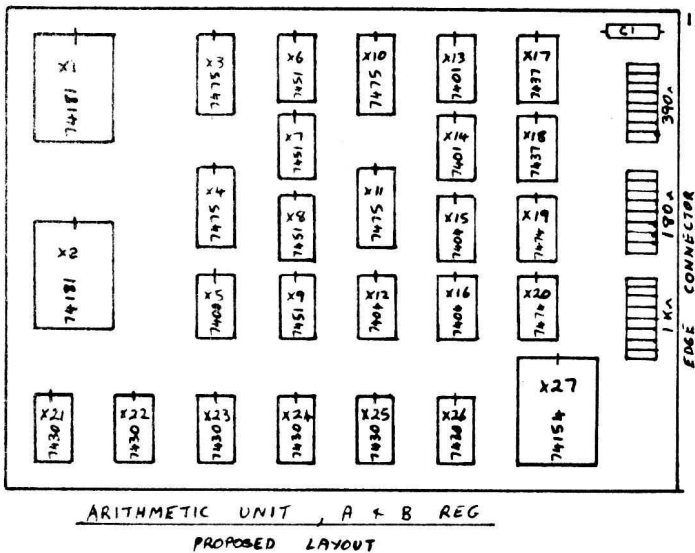 X1
74181
X2
74181
X3
7475
X4
7475
X5
7400
X6
7451
X7
7451
X8
7451
X9
7451
X10
7475
X11
7475
X12
7404
X13
7401
X14
7401
X15
7404
X16
7404
X17
7437
X18
7437
X19
7474
X20
7474
C1
390Ω
180Ω
1KΩ
EDGE CONNECTOR
X21
7430
X22
7430
X23
7430
X24
7430
X25
7430
X26
7430
X27
74154
ARITHMETIC UNIT, A & B REG
PROPOSED LAYOUT